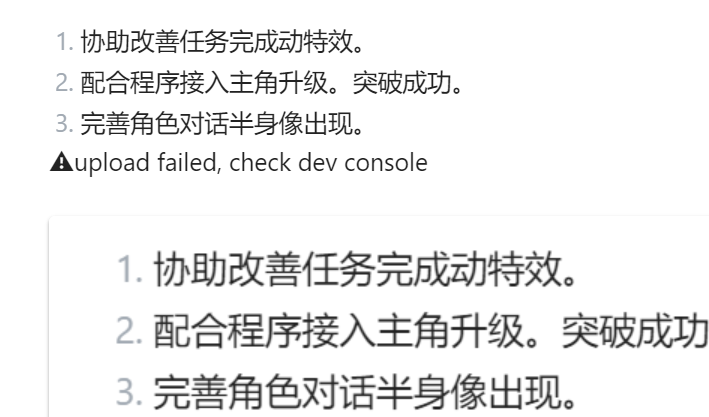 1. 协助改善任务完成动特效。
2. 配合程序接入主角升级。突破成功。
3. 完善角色对话半身像出现。
⚠upload failed, check dev console
1. 协助改善任务完成动特效。
2. 配合程序接入主角升级。突破成功
3. 完善角色对话半身像出现。